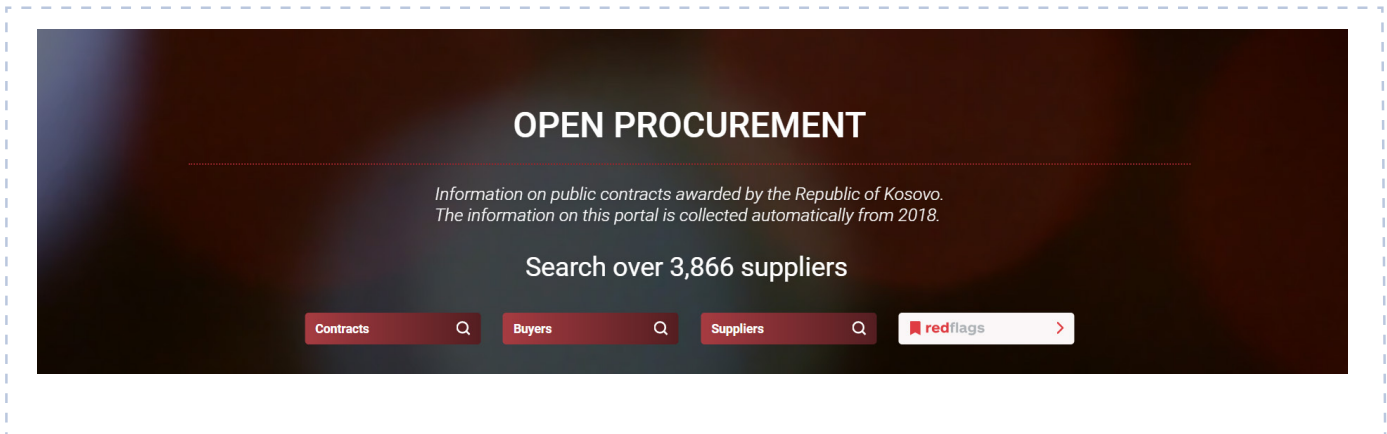 OPEN PROCUREMENT
Information on public contracts awarded by the Republic of Kosovo.
The information on this portal is collected automatically from 2018.
Search over 3,866 suppliers
Contracts
Buyers
Suppliers
redflags